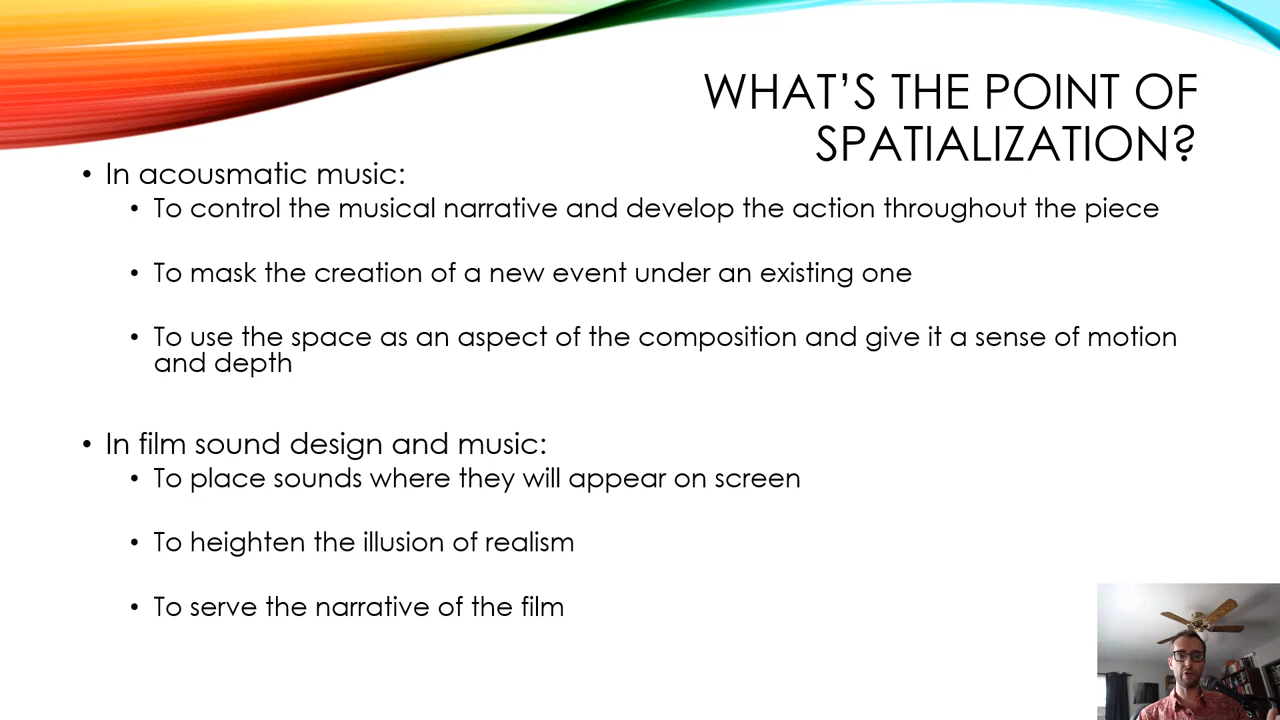 WHAT'S THE POINT OF
SPATIALIZATION?
• In acousmatic music:
• To control the musical narrative and develop the action throughout the piece
• To mask the creation of a new event under an existing one
• To use the space as an aspect of the composition and give it a sense of motion
and depth
• In film sound design and music:
• To place sounds where they will appear on screen
• To heighten the illusion of realism
• To serve the narrative of the film